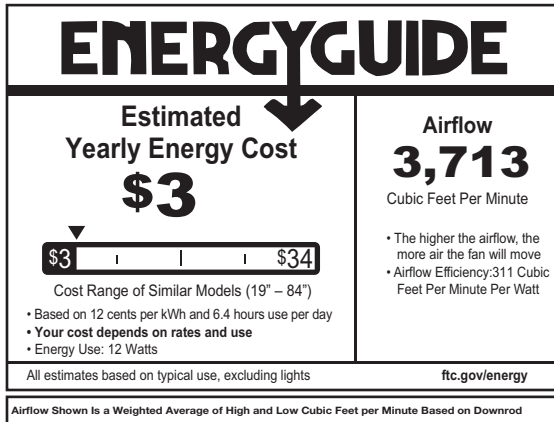 ENERGYGUIDE
Estimated
Yearly Energy Cost
$3
$3 $34
Cost Range of Similar Models (19” – 84”)
• Based on 12 cents per kWh and 6.4 hours use per day
• Your cost depends on rates and use
• Energy Use: 12 Watts
Airflow
3,713
Cubic Feet Per Minute
• The higher the airflow, the
more air the fan will move
• Airflow Efficiency:311 Cubic
Feet Per Minute Per Watt
All estimates based on typical use, excluding lights
ftc.gov/energy
Airflow Shown Is a Weighted Average of High and Low Cubic Feet per Minute Based on Downrod